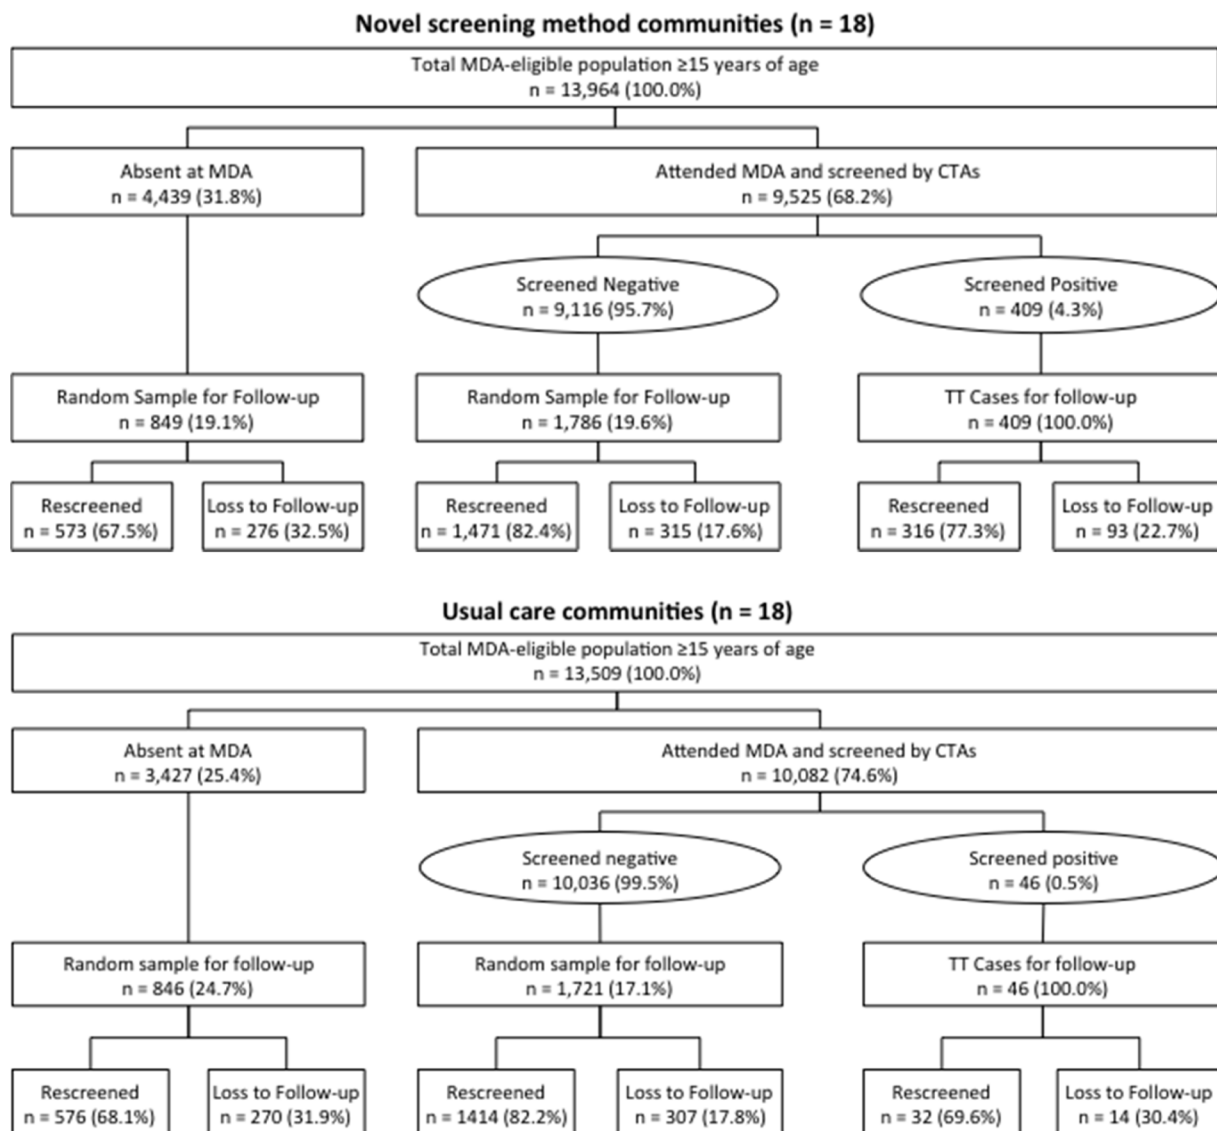 Novel screening method communities (n = 18)
Total MDA-eligible population ≥15 years of age
n = 13,964 (100.0%)
Absent at MDA
n = 4,439 (31.8%)
Attended MDA and screened by CTAs
n = 9,525 (68.2%)
Screened Negative
n = 9,116 (95.7%)
Screened Positive
n = 409 (4.3%)
Random Sample for Follow-up
n = 849 (19.1%)
Random Sample for Follow-up
n = 1,786 (19.6%)
TT Cases for follow-up
n = 409 (100.0%)
Rescreened
n = 573 (67.5%)
Loss to Follow-up
n = 276 (32.5%)
Rescreened
n = 1,471 (82.4%)
Loss to Follow-up
n = 315 (17.6%)
Rescreened
n = 316 (77.3%)
Loss to Follow-up
n = 93 (22.7%)
Usual care communities (n = 18)
Total MDA-eligible population ≥15 years of age
n = 13,509 (100.0%)
Absent at MDA
n = 3,427 (25.4%)
Attended MDA and screened by CTAs
n = 10,082 (74.6%)
Screened negative
n = 10,036 (99.5%)
Screened positive
n = 46 (0.5%)
Random sample for follow-up
n = 846 (24.7%)
Random sample for follow-up
n = 1,721 (17.1%)
TT Cases for follow-up
n = 46 (100.0%)
Rescreened
n = 576 (68.1%)
Loss to Follow-up
n = 270 (31.9%)
Rescreened
n = 1414 (82.2%)
Loss to Follow-up
n = 307 (17.8%)
Rescreened
n = 32 (69.6%)
Loss to Follow-up
n = 14 (30.4%)